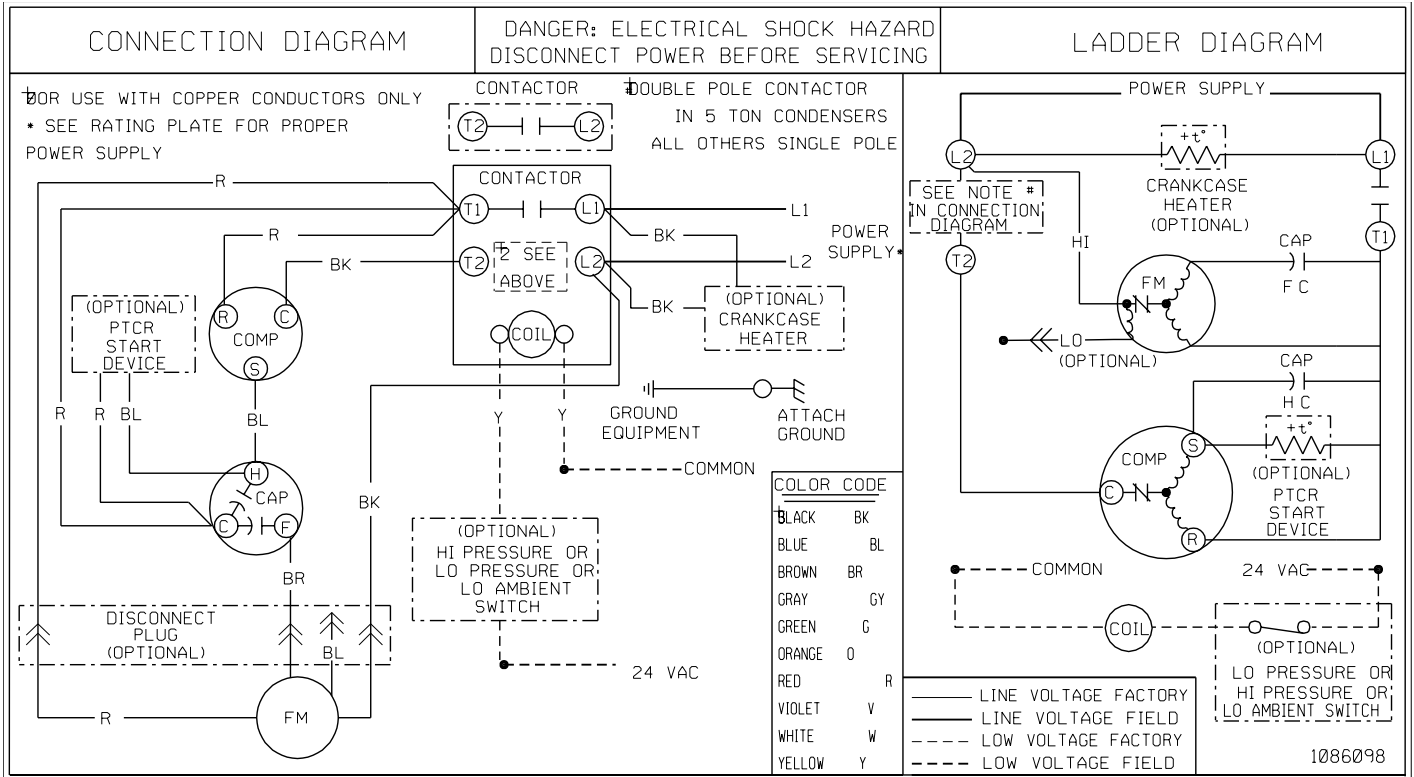 CONNECTION DIAGRAM
DANGER: ELECTRICAL SHOCK HAZARD
DISCONNECT POWER BEFORE SERVICING
LADDER DIAGRAM
OR USE WITH COPPER CONDUCTORS ONLY
* SEE RATING PLATE FOR PROPER
POWER SUPPLY
CONTACTOR
T2
L2
DOUBLE POLE CONTACTOR
IN 5 TON CONDENSERS
ALL OTHERS SINGLE POLE
CONTACTOR
T1
L1
T2
2 SEE
ABOVE
L2
COIL
L1
L2
POWER
SUPPLY*
BK
BK
(OPTIONAL)
CRANKCASE
HEATER
R
R
BK
(OPTIONAL)
PTCR
START
DEVICE
R
C
COMP
S
R
R
BL
BL
H
CAP
C
F
BR
BK
Y
Y
GROUND
EQUIPMENT
ATTACH
GROUND
COMMON
(OPTIONAL)
HI PRESSURE OR
LO PRESSURE OR
LO AMBIENT
SWITCH
24 VAC
DISCONNECT
PLUG
(OPTIONAL)
BL
R
FM
COLOR CODE
BLACK BK
BLUE BL
BROWN BR
GRAY GY
GREEN G
ORANGE O
RED R
VIOLET V
WHITE W
YELLOW Y
POWER SUPPLY
L2
+t°
L1
CRANKCASE
HEATER
(OPTIONAL)
SEE NOTE #
IN CONNECTION
DIAGRAM
T2
T1
HI
CAP
F C
FM
LO
(OPTIONAL)
CAP
H C
+t°
S
COMP
C
R
(OPTIONAL)
PTCR
START
DEVICE
COMMON
24 VAC
COIL
(OPTIONAL)
LO PRESSURE OR
HI PRESSURE OR
LO AMBIENT SWITCH
LINE VOLTAGE FACTORY
LINE VOLTAGE FIELD
LOW VOLTAGE FACTORY
LOW VOLTAGE FIELD
1086098